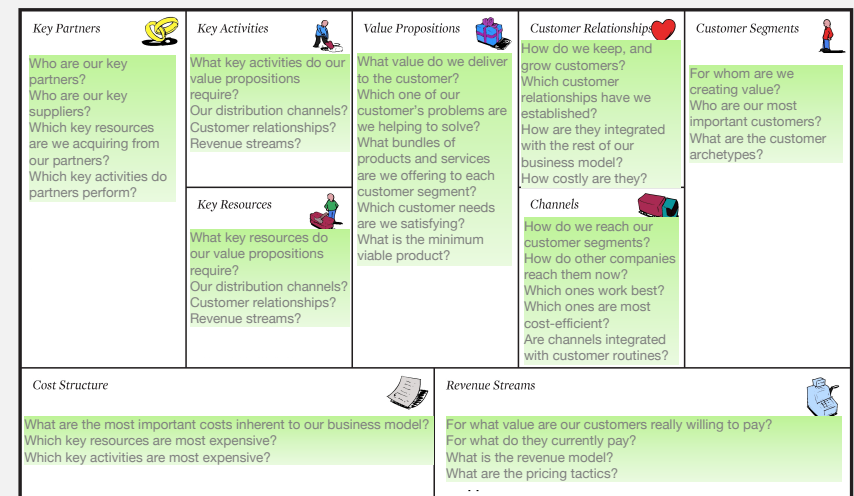 Key Partners
Who are our key
partners?
Who are our key
suppliers?
Which key resources
are we acquiring from
our partners?
Which key activities do
partners perform?
Key Activities
What key activities do our
value propositions
require?
Our distribution channels?
Customer relationships?
Revenue streams?
Key Resources
What key resources do
our value propositions
require?
Our distribution channels?
Customer relationships?
Revenue streams?
Value Propositions
What value do we deliver
to the customer?
Which one of our
customer's problems are
we helping to solve?
What bundles of
products and services
are we offering to each
customer segment?
Which customer needs
are we satisfying?
What is the minimum
viable product?
Customer Relationships
How do we keep, and
grow customers?
Which customer
relationships have we
established?
How are they integrated
with the rest of our
business model?
How costly are they?
Channels
How do we reach our
customer segments?
How do other companies
reach them now?
Which ones work best?
Which ones are most
cost-efficient?
Are channels integrated
with customer routines?
Customer Segments
For whom are we
creating value?
Who are our most
important customers?
What are the customer
archetypes?
Cost Structure
What are the most important costs inherent to our business model?
Which key resources are most expensive?
Which key activities are most expensive?
Revenue Streams
For what value are our customers really willing to pay?
For what do they currently pay?
What is the revenue model?
What are the pricing tactics?